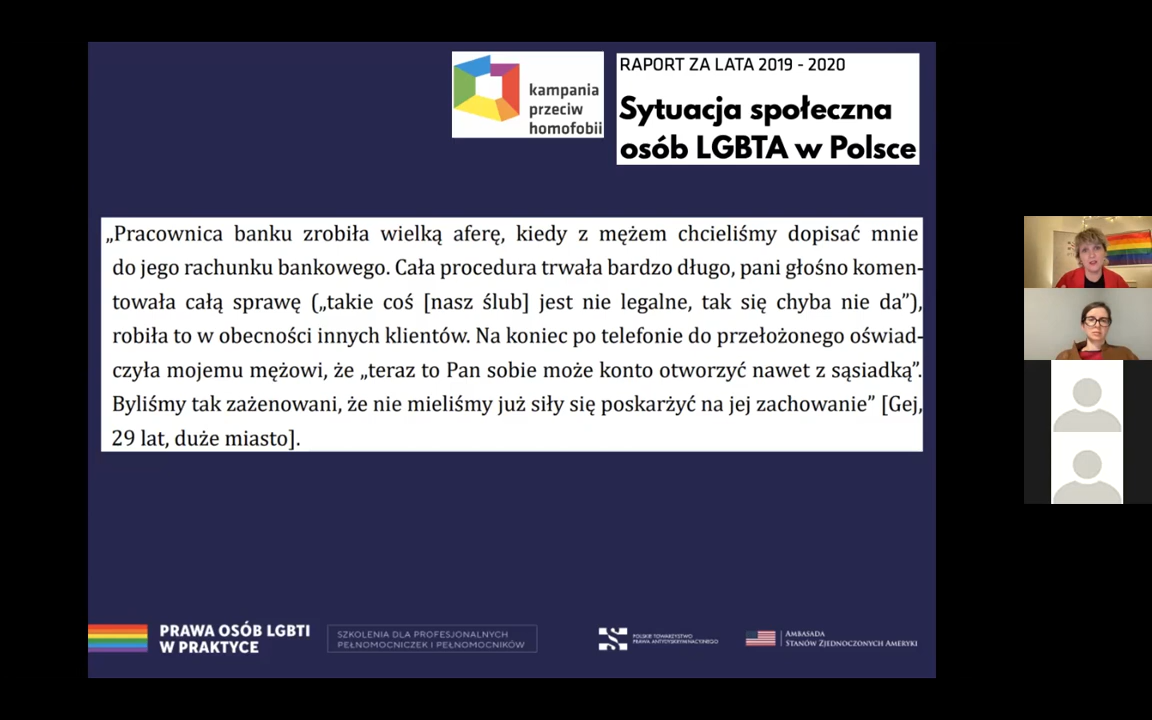 kampania
przeciw
homofobii
RAPORT ZA LATA 2019 - 2020
Sytuacja społeczna
osób LGBTA w Polsce
„Pracownica banku zrobiła wielką aferę, kiedy z mężem chcieliśmy dopisać mnie
do jego rachunku bankowego. Cała procedura trwała bardzo długo, pani głośno komen-
towała całą sprawę („takie coś [nasz ślub] jest nie legalne, tak się chyba nie da”),
robiła to w obecności innych klientów. Na koniec po telefonie do przełożonego oświad-
czyła mojemu mężowi, że „teraz to Pan sobie może konto otworzyć nawet z sąsiadką”.
Byliśmy tak zażenowani, że nie mieliśmy już siły się poskarżyć na jej zachowanie” [Gej,
29 lat, duże miasto].
PRAWA OSÓB LGBTI
W PRAKTYCE
SZKOLENIA DLA PROFESJONALNYCH
PEŁNOMOCNICZEK I PEŁNOMOCNIKÓW
POLSKIE TOWARZYSTWO
PRAWA ANTYDYSKRYMINACYJNEGO
AMBASADA
STANÓW ZJEDNOCZONYCH AMERYKI